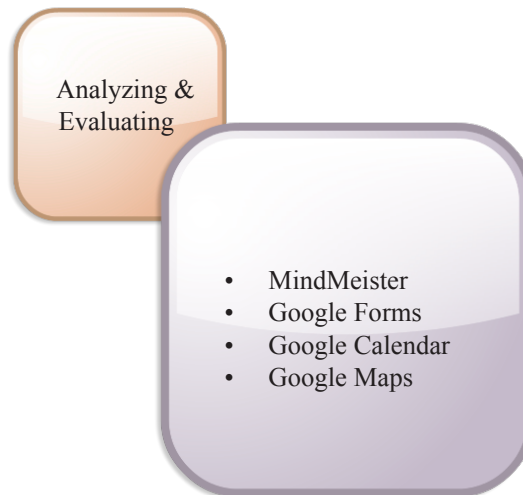 Analyzing &
Evaluating
• MindMeister
• Google Forms
• Google Calendar
• Google Maps